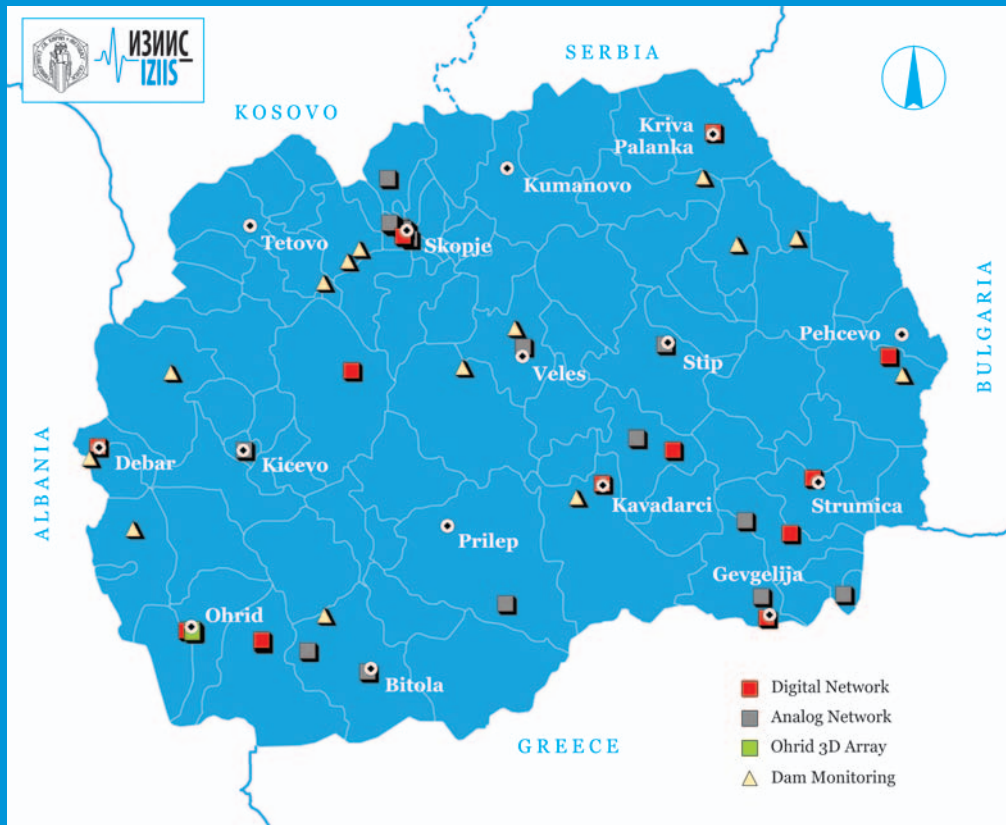 ИЗИИС
IZIIS
SERBIA
KOSOVO
Kriva
Palanka
Kumanovo
Tetovo
Skopje
BULGARIA
Pehcevo
Stip
Veles
ALBANIA
Debar
Kicevo
Kavadarci
Strumica
Prilep
Gevgelija
Ohrid
Bitola
GREECE
Digital Network
Analog Network
Ohrid 3D Array
Dam Monitoring